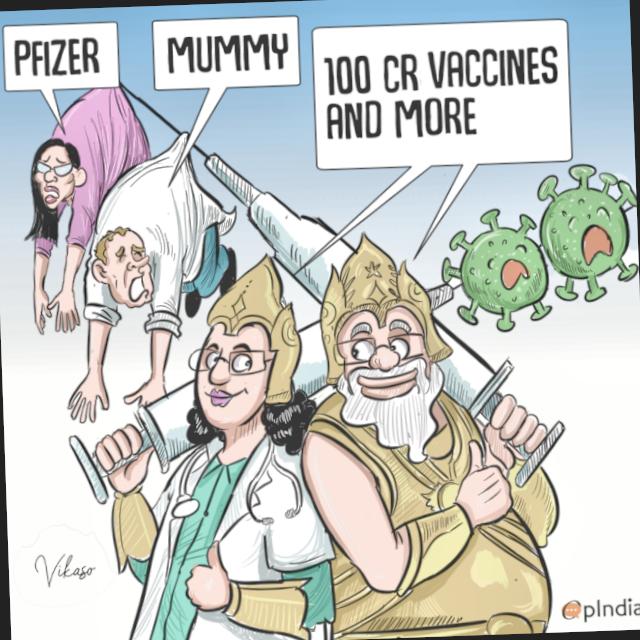 PFIZER
MUMMY
100 CR VACCINES
AND MORE
Vikaso
OpIndia